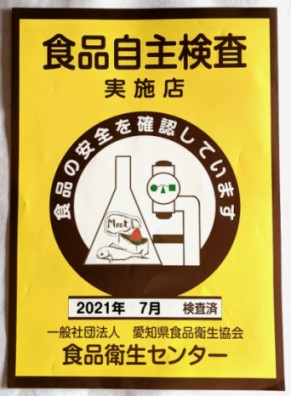 食品自主検査
実施店
食品の安全を確認しています
Meat
2021年 7月 検査済
一般社団法人 愛知県食品衛生協会
食品衛生センター